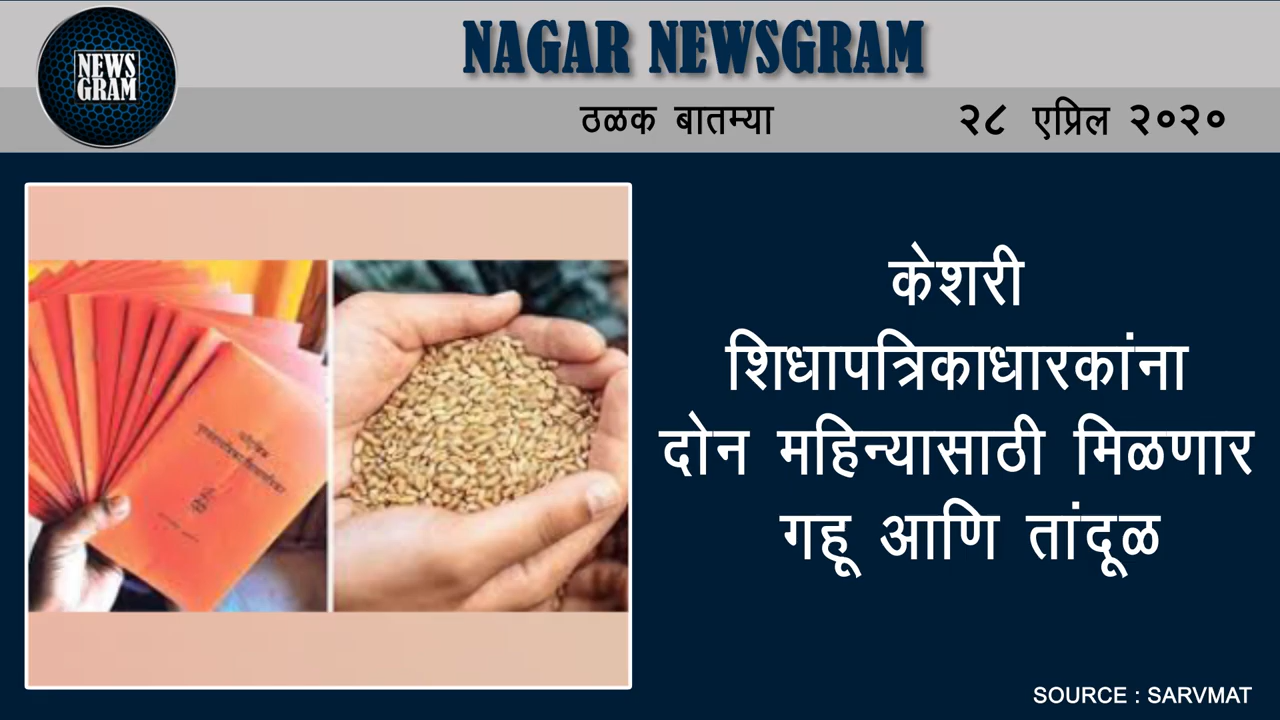 NEWS
GRAM
NAGAR NEWSGRAM
ठळक बातम्या
२८ एप्रिल २०२०
केशरी
शिधापत्रिकाधारकांना
दोन महिन्यासाठी मिळणार
गहू आणि तांदूळ
SOURCE : SARVMAT